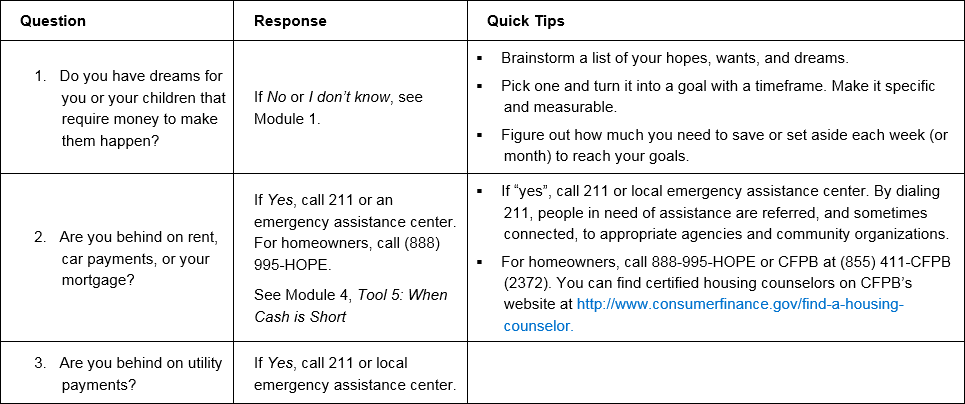 Question
Response
Quick Tips
1. Do you have dreams for
you or your children that
require money to make
them happen?
If No or I don’t know, see
Module 1.
▪ Brainstorm a list of your hopes, wants, and dreams.
▪ Pick one and turn it into a goal with a timeframe. Make it specific
and measurable.
▪ Figure out how much you need to save or set aside each week (or
month) to reach your goals.
2. Are you behind on rent,
car payments, or your
mortgage?
If Yes, call 211 or an
emergency assistance center.
For homeowners, call (888)
995-HOPE.
See Module 4, Tool 5: When
Cash is Short
▪ If “yes”, call 211 or local emergency assistance center. By dialing
211, people in need of assistance are referred, and sometimes
connected, to appropriate agencies and community organizations.
▪ For homeowners, call 888-995-HOPE or CFPB at (855) 411-CFPB
(2372). You can find certified housing counselors on CFPB’s
website at http://www.consumerfinance.gov/find-a-housing-
counselor.
3. Are you behind on utility
payments?
If Yes, call 211 or local
emergency assistance center.